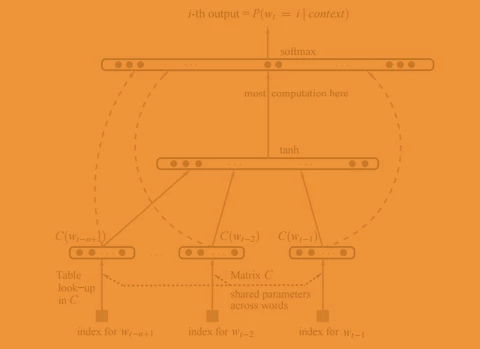 i-th output = P(w_t = i | context)
softmax
. . .
. . .
most computation here
tanh
. . .
. . .
C(w_{t-n+1})
C(w_{t-2})
C(w_{t-1})
. . .
. . .
. . .
. . .
Table
look-up
in C
Matrix C
shared parameters
across words
index for w_{t-n+1}
index for w_{t-2}
index for w_{t-1}